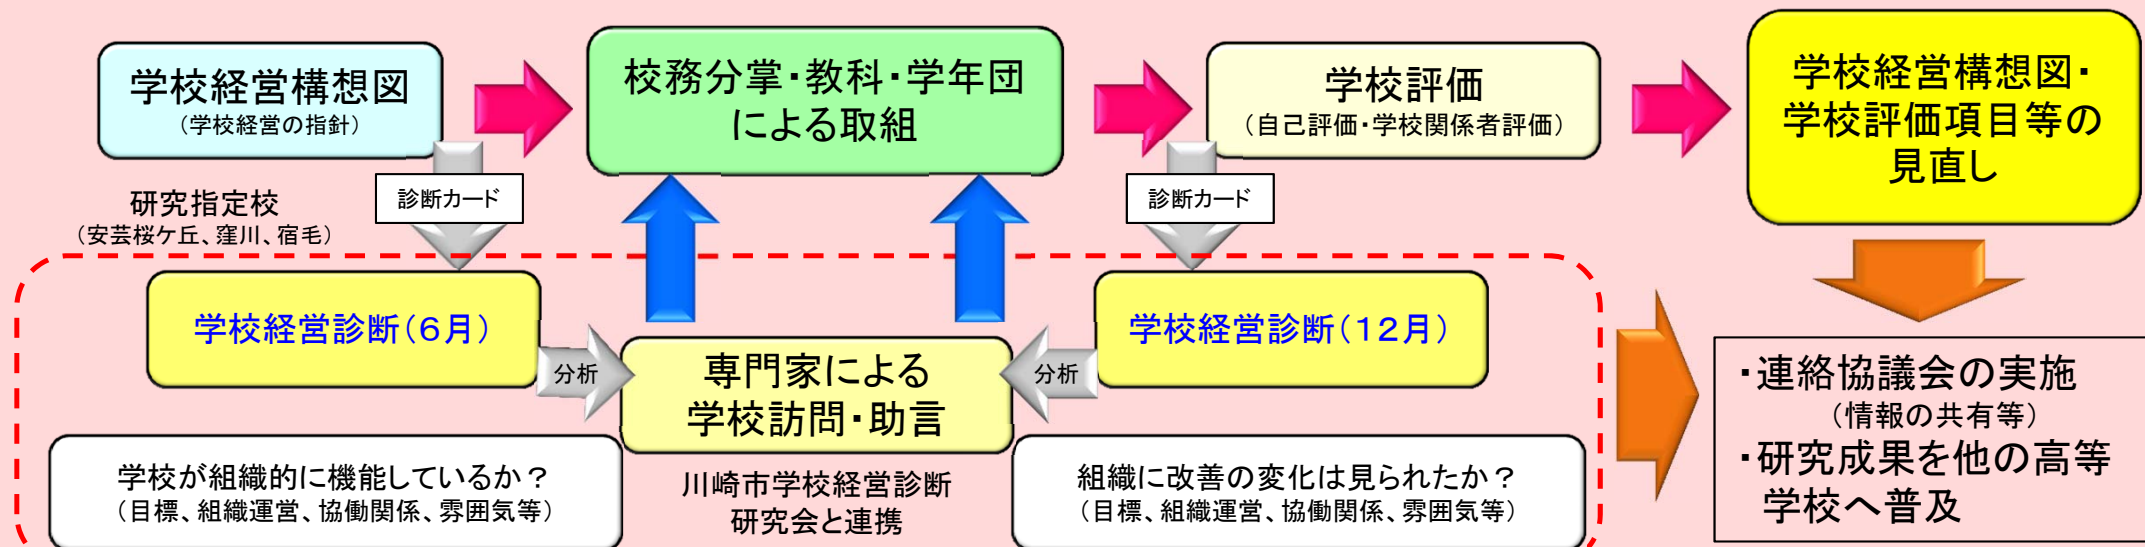 学校経営構想図
（学校経営の指針）
校務分掌・教科・学年団
による取組
学校評価
（自己評価・学校関係者評価）
学校経営構想図・
学校評価項目等の
見直し
研究指定校
（安芸桜ケ丘、窪川、宿毛）
診断カード
診断カード
学校経営診断（６月）
分析
専門家による
学校訪問・助言
分析
学校経営診断（１２月）
学校が組織的に機能しているか？
（目標、組織運営、協働関係、雰囲気等）
川崎市学校経営診断
研究会と連携
組織に改善の変化は見られたか？
（目標、組織運営、協働関係、雰囲気等）
・連絡協議会の実施
（情報の共有等）
・研究成果を他の高等
学校へ普及